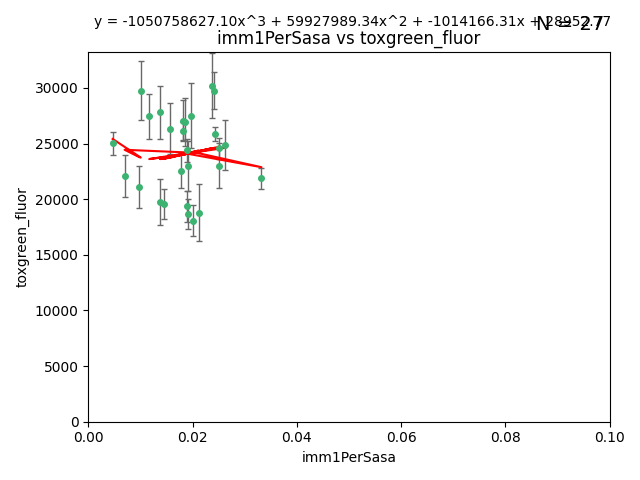 y = -1050758627.10x^3 + 59927989.34x^2 + -1014166.31x + 28952.77
N = 27
imm1PerSasa vs toxgreen_fluor
30000
25000
20000
15000
10000
5000
0
toxgreen_fluor
0.00 0.02 0.04 0.06 0.08 0.10
imm1PerSasa